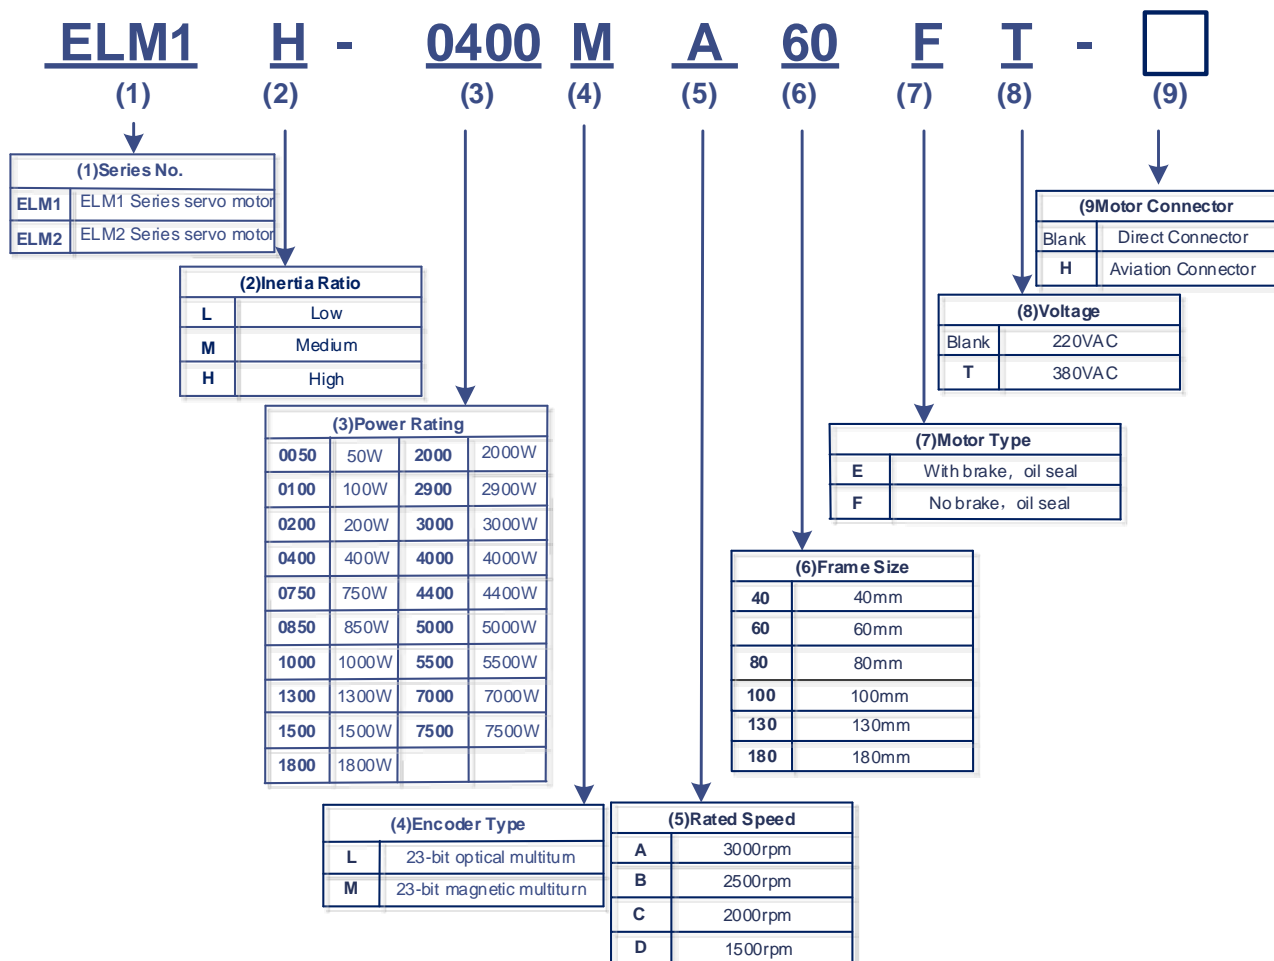 ELM1 H - 0400 M A 60 F T -
(1) (2) (3) (4) (5) (6) (7) (8) (9)
(1)Series No.
ELM1 ELM1 Series servo motor
ELM2 ELM2 Series servo motor
(2)Inertia Ratio
L Low
M Medium
H High
(3)Power Rating
0050 50W 2000 2000W
0100 100W 2900 2900W
0200 200W 3000 3000W
0400 400W 4000 4000W
0750 750W 4400 4400W
0850 850W 5000 5000W
1000 1000W 5500 5500W
1300 1300W 7000 7000W
1500 1500W 7500 7500W
1800 1800W
(4)Encoder Type
L 23-bit optical multiturn
M 23-bit magnetic multiturn
(5)Rated Speed
A 3000rpm
B 2500rpm
C 2000rpm
D 1500rpm
(6)Frame Size
40 40mm
60 60mm
80 80mm
100 100mm
130 130mm
180 180mm
(7)Motor Type
E With brake，oil seal
F No brake，oil seal
(8)Voltage
Blank 220VAC
T 380VAC
(9Motor Connector
Blank Direct Connector
H Aviation Connector